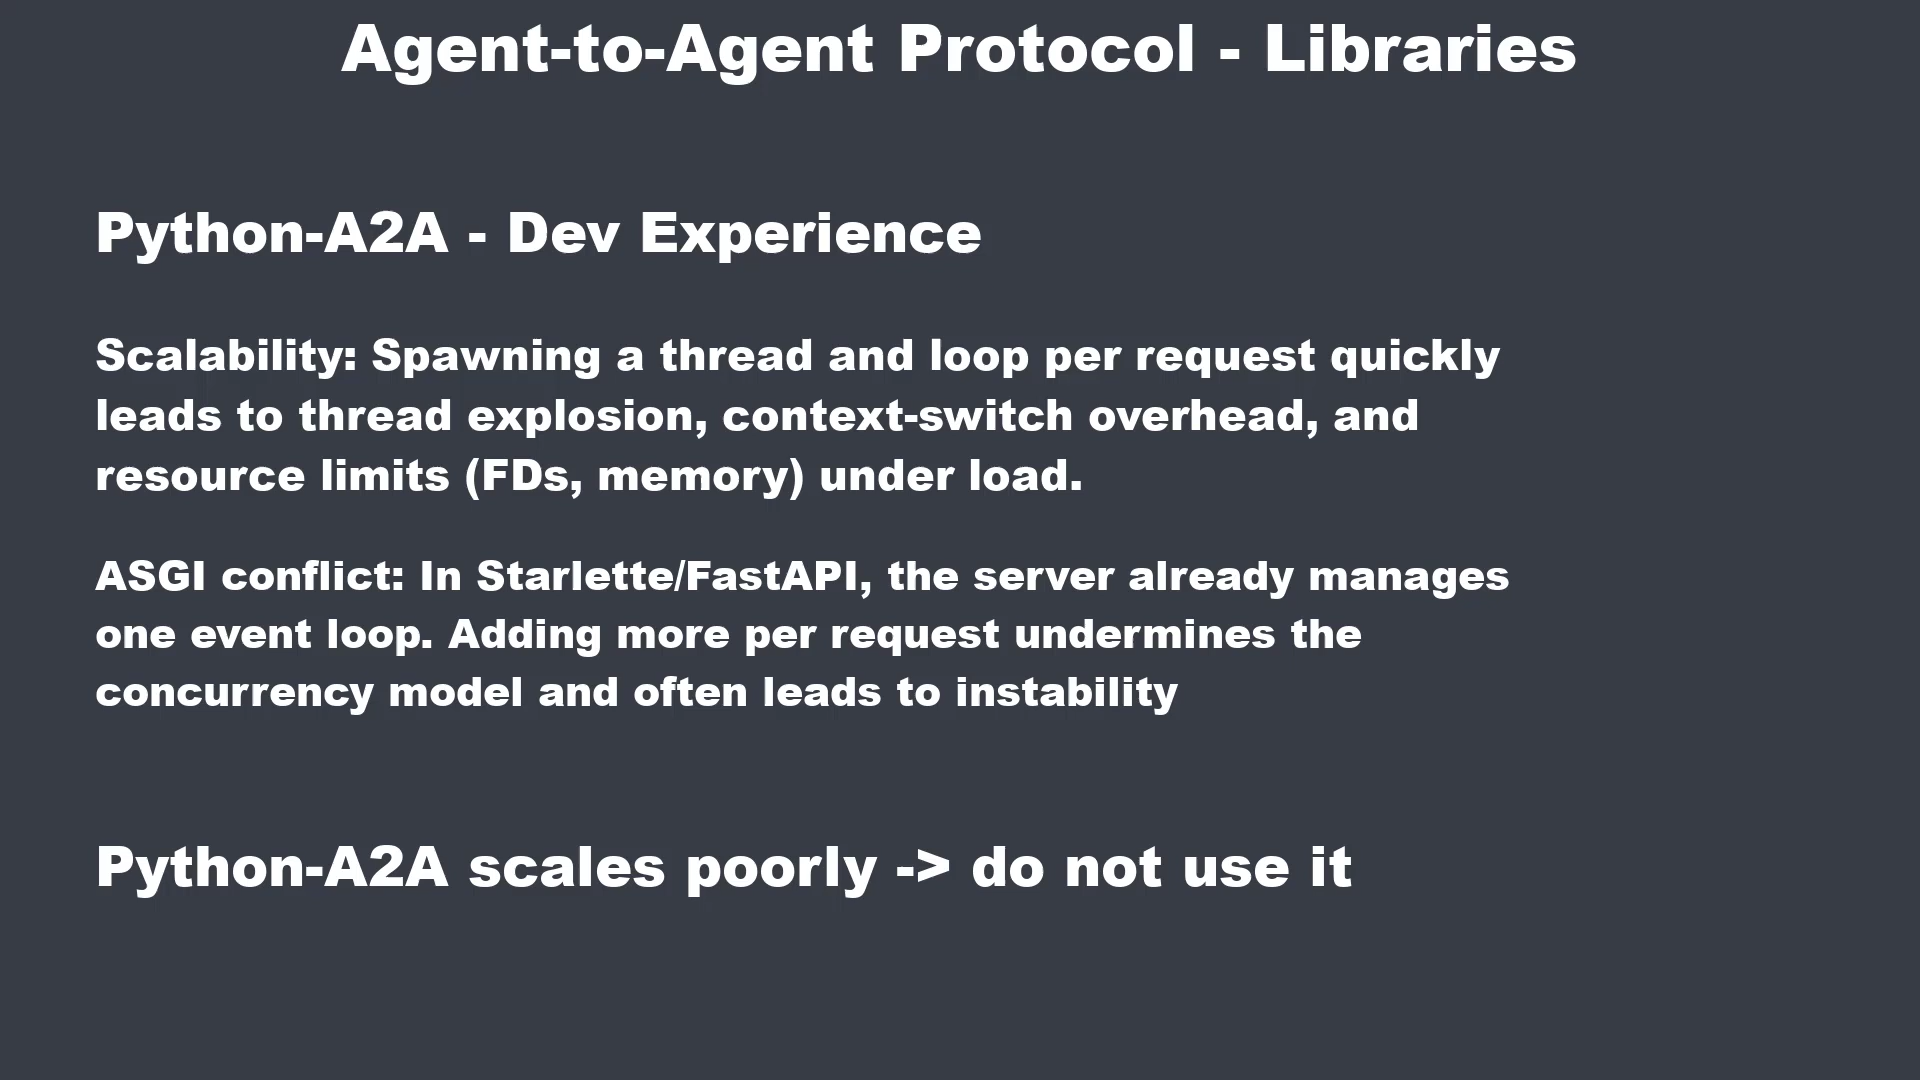 Agent-to-Agent Protocol - Libraries
Python-A2A - Dev Experience
Scalability: Spawning a thread and loop per request quickly
leads to thread explosion, context-switch overhead, and
resource limits (FDs, memory) under load.
ASGI conflict: In Starlette/FastAPI, the server already manages
one event loop. Adding more per request undermines the
concurrency model and often leads to instability
Python-A2A scales poorly -> do not use it